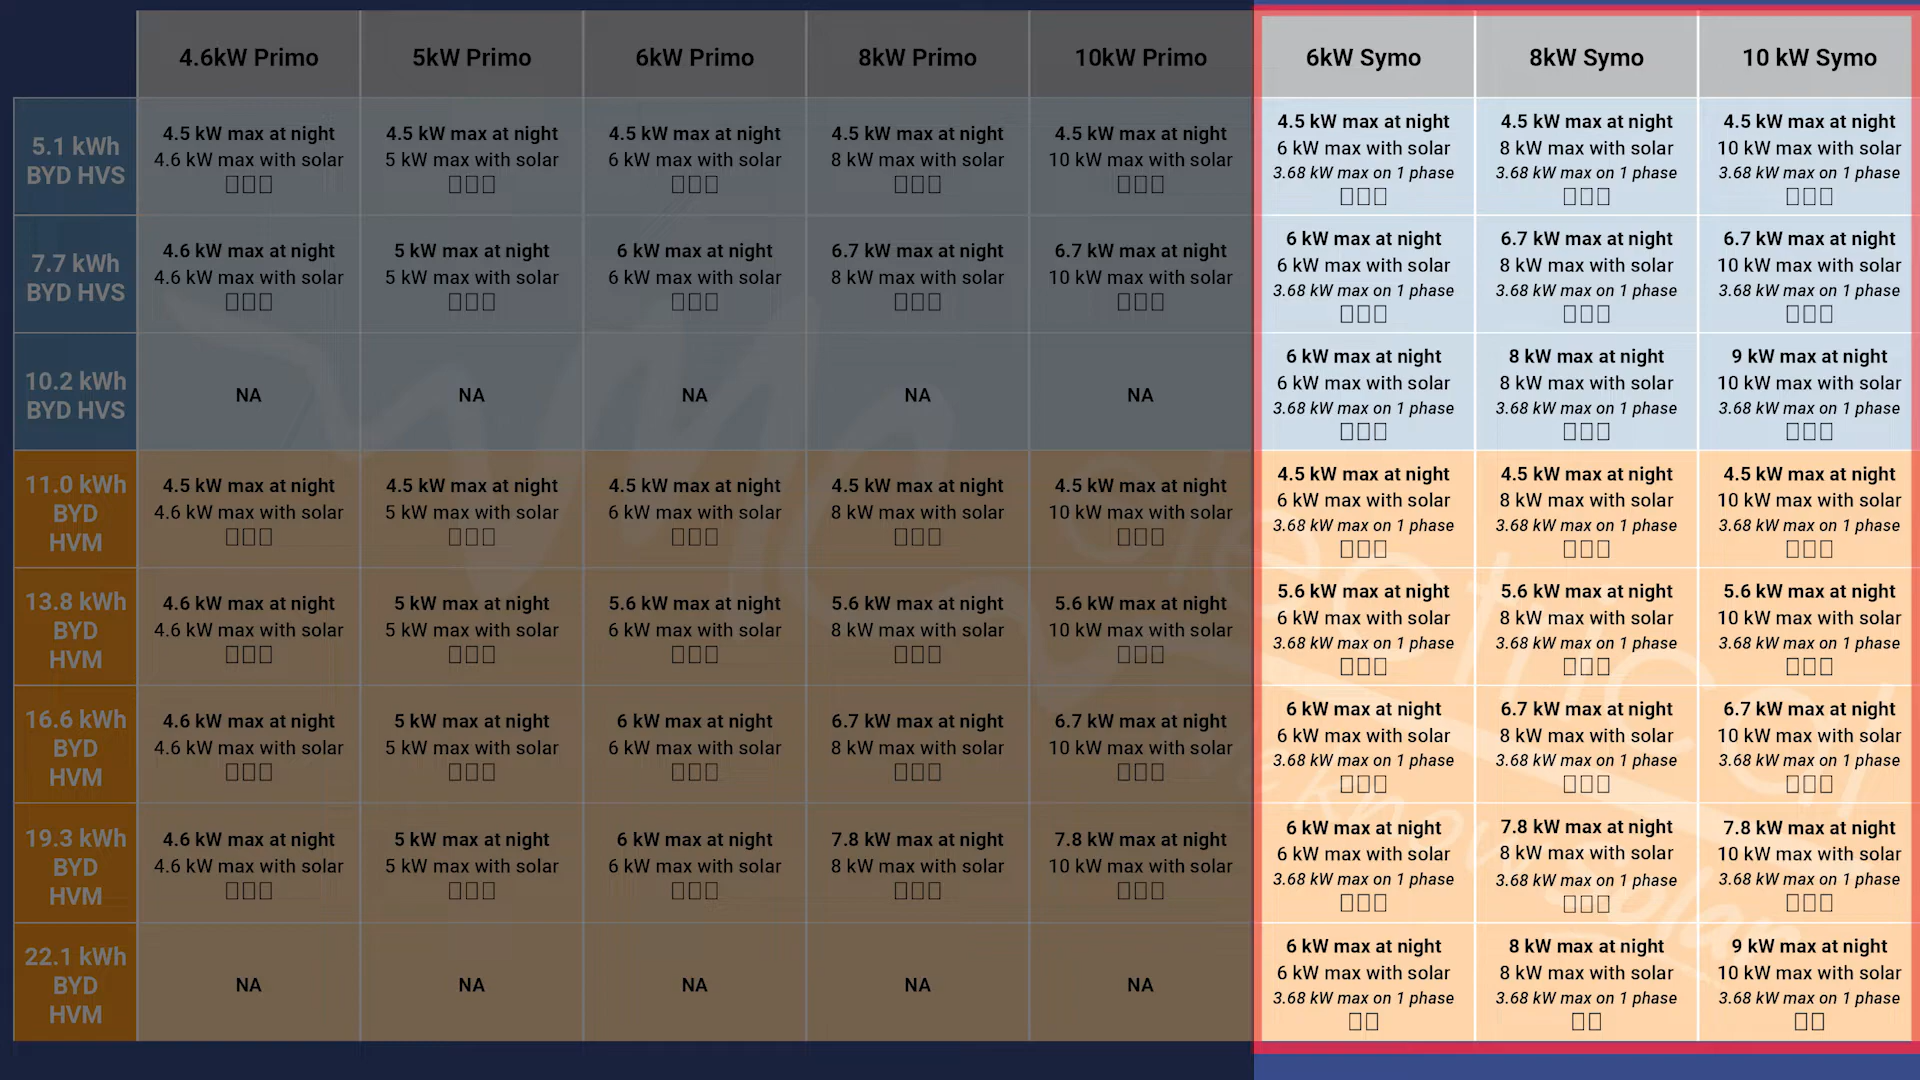 4.6kW Primo
5kW Primo
6kW Primo
8kW Primo
10kW Primo
6kW Symo
8kW Symo
10 kW Symo
5.1 kWh
BYD HVS
4.5 kW max at night
4.6 kW max with solar
4.5 kW max at night
5 kW max with solar
4.5 kW max at night
6 kW max with solar
4.5 kW max at night
8 kW max with solar
4.5 kW max at night
10 kW max with solar
4.5 kW max at night
6 kW max with solar
3.68 kW max on 1 phase
4.5 kW max at night
8 kW max with solar
3.68 kW max on 1 phase
4.5 kW max at night
10 kW max with solar
3.68 kW max on 1 phase
7.7 kWh
BYD HVS
4.6 kW max at night
4.6 kW max with solar
5 kW max at night
5 kW max with solar
6 kW max at night
6 kW max with solar
6.7 kW max at night
8 kW max with solar
6.7 kW max at night
10 kW max with solar
6 kW max at night
6 kW max with solar
3.68 kW max on 1 phase
6.7 kW max at night
8 kW max with solar
3.68 kW max on 1 phase
6.7 kW max at night
10 kW max with solar
3.68 kW max on 1 phase
10.2 kWh
BYD HVS
NA
NA
NA
NA
NA
6 kW max at night
6 kW max with solar
3.68 kW max on 1 phase
8 kW max at night
8 kW max with solar
3.68 kW max on 1 phase
9 kW max at night
10 kW max with solar
3.68 kW max on 1 phase
11.0 kWh
BYD
HVM
4.5 kW max at night
4.6 kW max with solar
4.5 kW max at night
5 kW max with solar
4.5 kW max at night
6 kW max with solar
4.5 kW max at night
8 kW max with solar
4.5 kW max at night
10 kW max with solar
4.5 kW max at night
6 kW max with solar
3.68 kW max on 1 phase
4.5 kW max at night
8 kW max with solar
3.68 kW max on 1 phase
4.5 kW max at night
10 kW max with solar
3.68 kW max on 1 phase
13.8 kWh
BYD
HVM
4.6 kW max at night
4.6 kW max with solar
5 kW max at night
5 kW max with solar
5.6 kW max at night
6 kW max with solar
5.6 kW max at night
8 kW max with solar
5.6 kW max at night
10 kW max with solar
5.6 kW max at night
6 kW max with solar
3.68 kW max on 1 phase
5.6 kW max at night
8 kW max with solar
3.68 kW max on 1 phase
5.6 kW max at night
10 kW max with solar
3.68 kW max on 1 phase
16.6 kWh
BYD
HVM
4.6 kW max at night
4.6 kW max with solar
5 kW max at night
5 kW max with solar
6 kW max at night
6 kW max with solar
6.7 kW max at night
8 kW max with solar
6.7 kW max at night
10 kW max with solar
6 kW max at night
6 kW max with solar
3.68 kW max on 1 phase
6.7 kW max at night
8 kW max with solar
3.68 kW max on 1 phase
6.7 kW max at night
10 kW max with solar
3.68 kW max on 1 phase
19.3 kWh
BYD
HVM
4.6 kW max at night
4.6 kW max with solar
5 kW max at night
5 kW max with solar
6 kW max at night
6 kW max with solar
7.8 kW max at night
8 kW max with solar
7.8 kW max at night
10 kW max with solar
6 kW max at night
6 kW max with solar
3.68 kW max on 1 phase
7.8 kW max at night
8 kW max with solar
3.68 kW max on 1 phase
7.8 kW max at night
10 kW max with solar
3.68 kW max on 1 phase
22.1 kWh
BYD
HVM
NA
NA
NA
NA
NA
6 kW max at night
6 kW max with solar
3.68 kW max on 1 phase
8 kW max at night
8 kW max with solar
3.68 kW max on 1 phase
9 kW max at night
10 kW max with solar
3.68 kW max on 1 phase